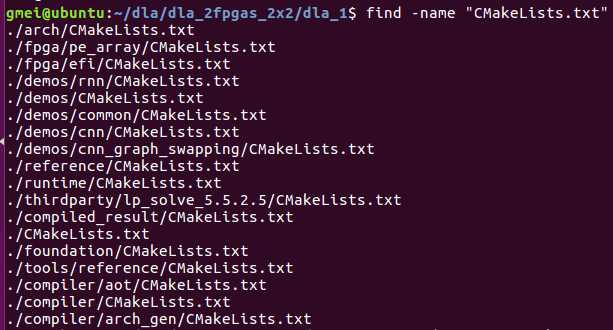 gmei@ubuntu:~/dla/dla_2fpgas_2x2/dla_1$ find -name "CMakeLists.txt"
./arch/CMakeLists.txt
./fpga/pe_array/CMakeLists.txt
./fpga/efi/CMakeLists.txt
./demos/rnn/CMakeLists.txt
./demos/CMakeLists.txt
./demos/common/CMakeLists.txt
./demos/cnn/CMakeLists.txt
./demos/cnn_graph_swapping/CMakeLists.txt
./reference/CMakeLists.txt
./runtime/CMakeLists.txt
./thirdparty/lp_solve_5.5.2.5/CMakeLists.txt
./compiled_result/CMakeLists.txt
./CMakeLists.txt
./foundation/CMakeLists.txt
./tools/reference/CMakeLists.txt
./compiler/aot/CMakeLists.txt
./compiler/CMakeLists.txt
./compiler/arch_gen/CMakeLists.txt